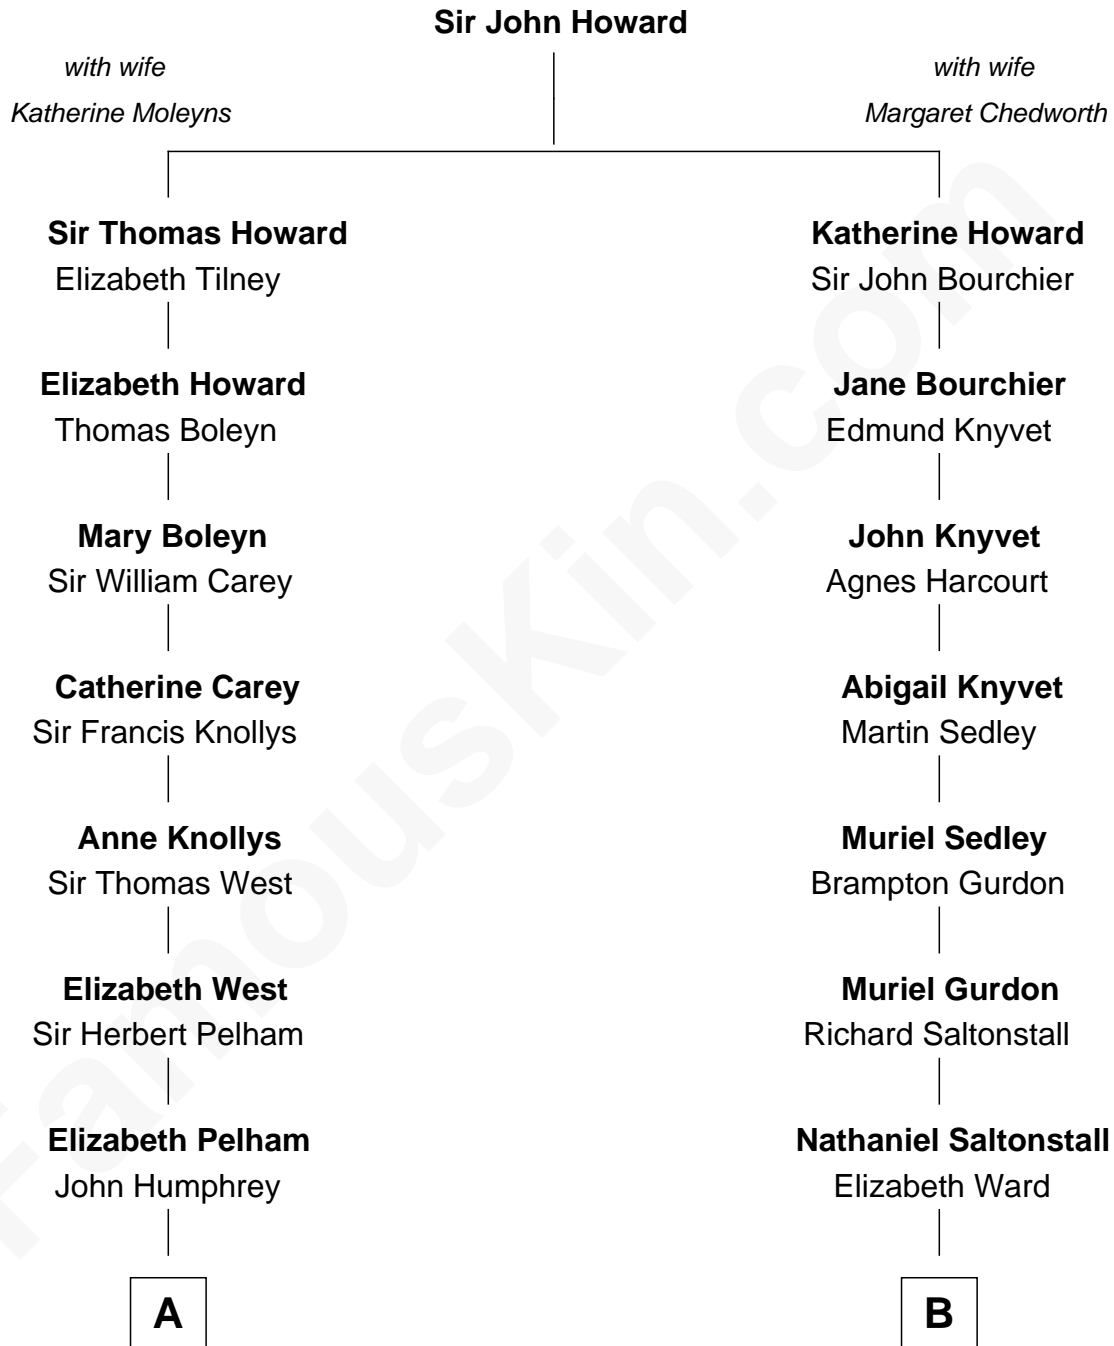 Sir John Howard
with wife
Katherine Moleyns
with wife
Margaret Chedworth
Sir Thomas Howard
Elizabeth Tilney
Katherine Howard
Sir John Bourchier
Elizabeth Howard
Thomas Boleyn
Jane Bourchier
Edmund Knyvet
Mary Boleyn
Sir William Carey
John Knyvet
Agnes Harcourt
Catherine Carey
Sir Francis Knollys
Abigail Knyvet
Martin Sedley
Anne Knollys
Sir Thomas West
Muriel Sedley
Brampton Gurdon
Elizabeth West
Sir Herbert Pelham
Muriel Gurdon
Richard Saltonstall
Elizabeth Pelham
John Humphrey
Nathaniel Saltonstall
Elizabeth Ward
A
B
FamousKin.com